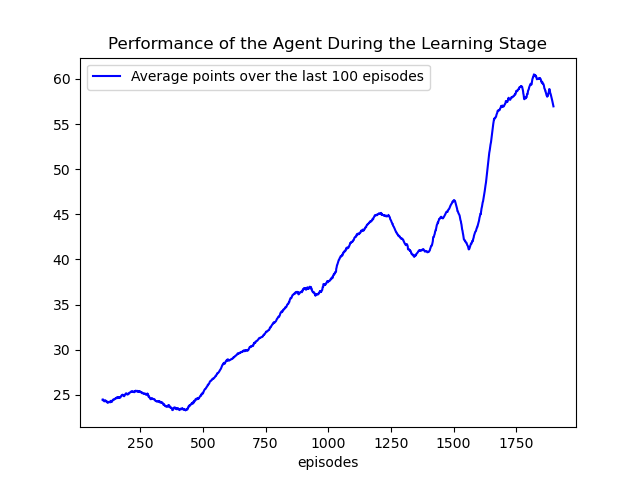 Performance of the Agent During the Learning Stage
Average points over the last 100 episodes
60
55
50
45
40
35
30
25
250 500 750 1000 1250 1500 1750
episodes